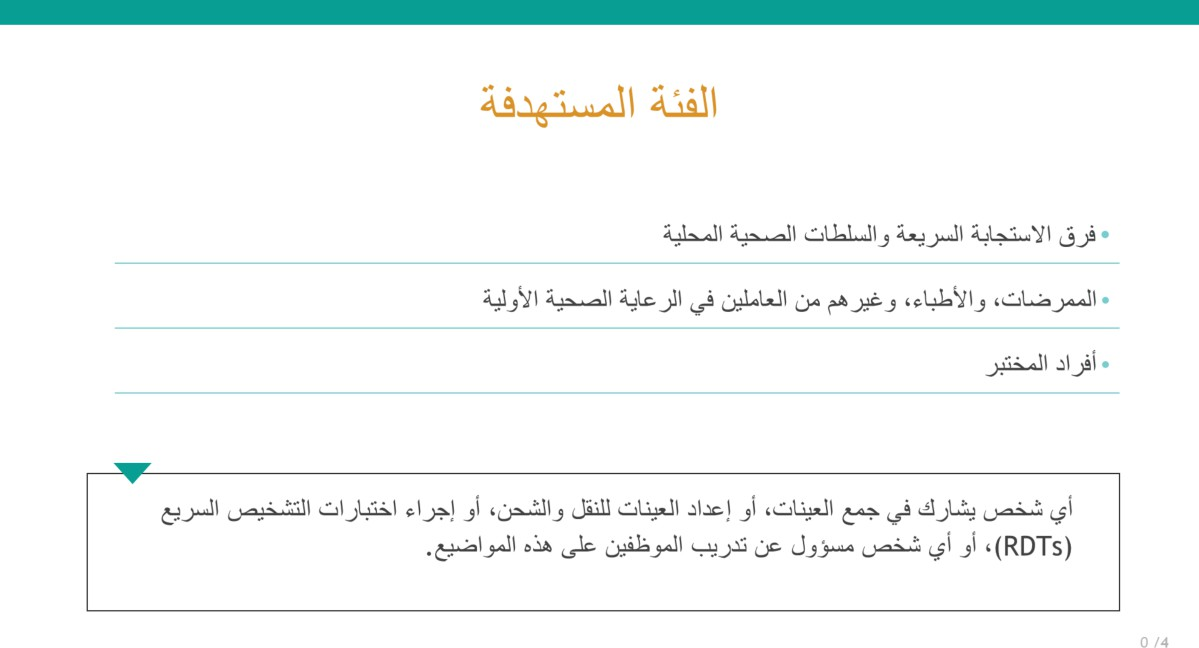 الفئة المستهدفة
• فرق الاستجابة السريعة والسلطات الصحية المحلية
• الممرضات، والأطباء، وغيرهم من العاملين في الرعاية الصحية الأولية
• أفراد المختبر
أي شخص يشارك في جمع العينات، أو إعداد العينات للنقل والشحن، أو إجراء اختبارات التشخيص السريع
(RDTs)، أو أي شخص مسؤول عن تدريب الموظفين على هذه المواضيع.
0 /4